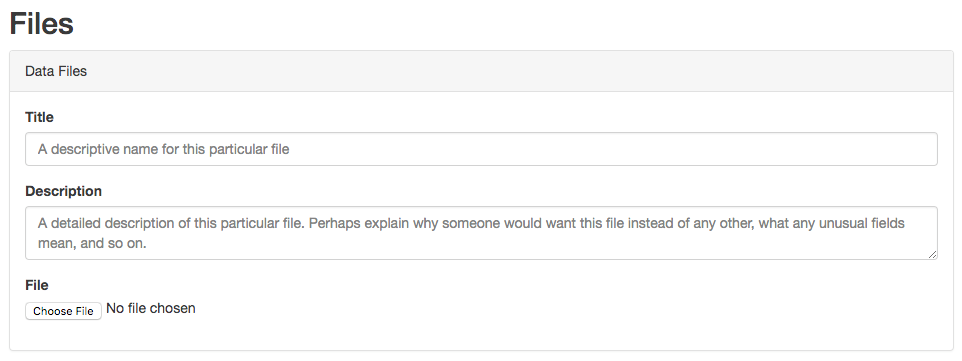 Files
Data Files
Title
A descriptive name for this particular file
Description
A detailed description of this particular file. Perhaps explain why someone would want this file instead of any other, what any unusual fields
mean, and so on.
File
Choose File No file chosen